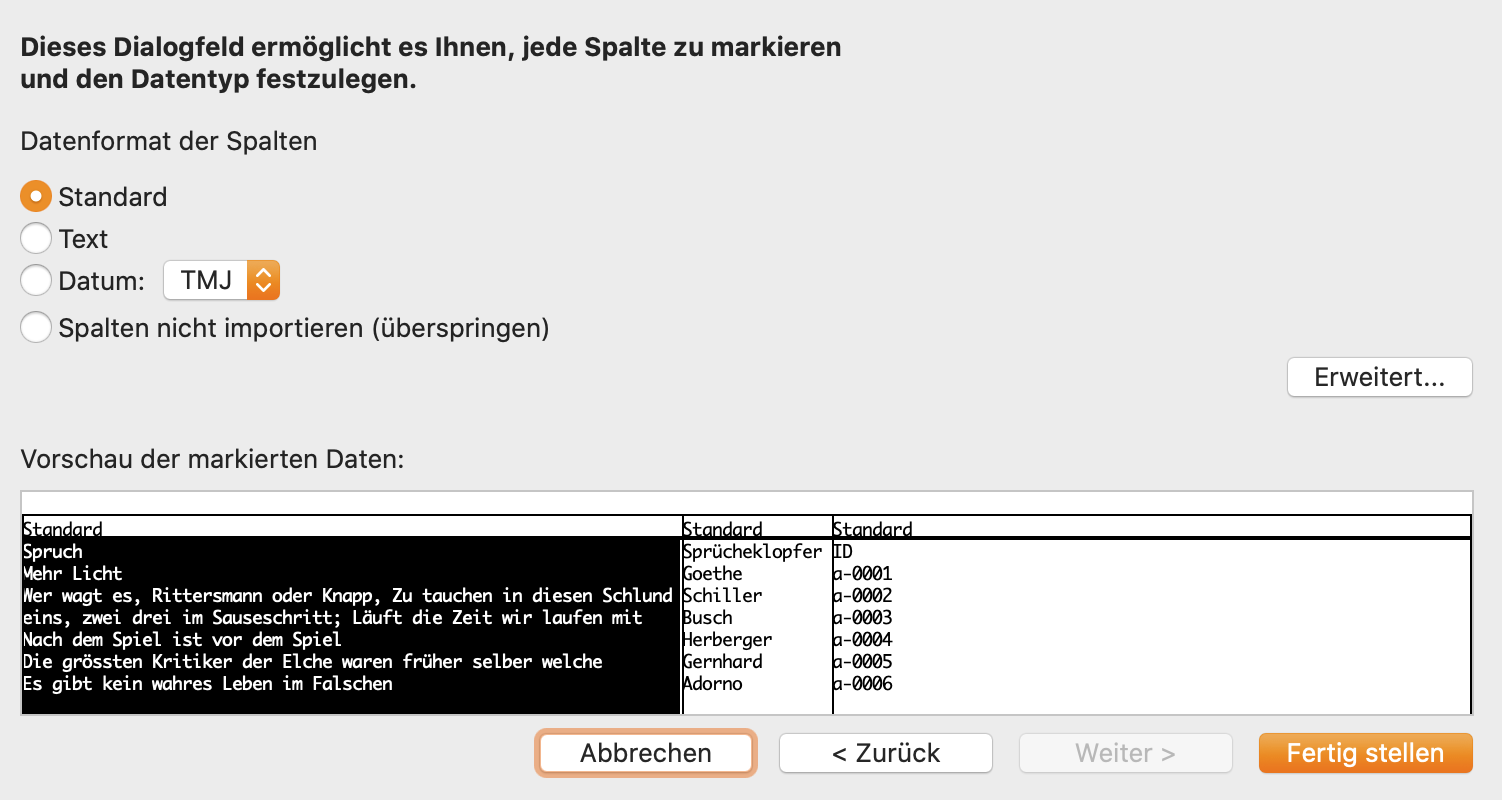 Dieses Dialogfeld ermöglicht es Ihnen, jede Spalte zu markieren
und den Datentyp festzulegen.
Datenformat der Spalten
Standard
Text
Datum: TMJ
Spalten nicht importieren (überspringen)
Erweitert...
Vorschau der markierten Daten:
Standard Standard Standard
Spruch Sprücheklopfer ID
Mehr Licht Goethe a-0001
Wer wagt es, Rittersmann oder Knapp, Zu tauchen in diesen Schlund Schiller a-0002
eins, zwei drei im Sauseschritt; Läuft die Zeit wir laufen mit Busch a-0003
Nach dem Spiel ist vor dem Spiel Herberger a-0004
Die grössten Kritiker der Elche waren früher selber welche Gernhard a-0005
Es gibt kein wahres Leben im Falschen Adorno a-0006
Abbrechen < Zurück Weiter > Fertig stellen